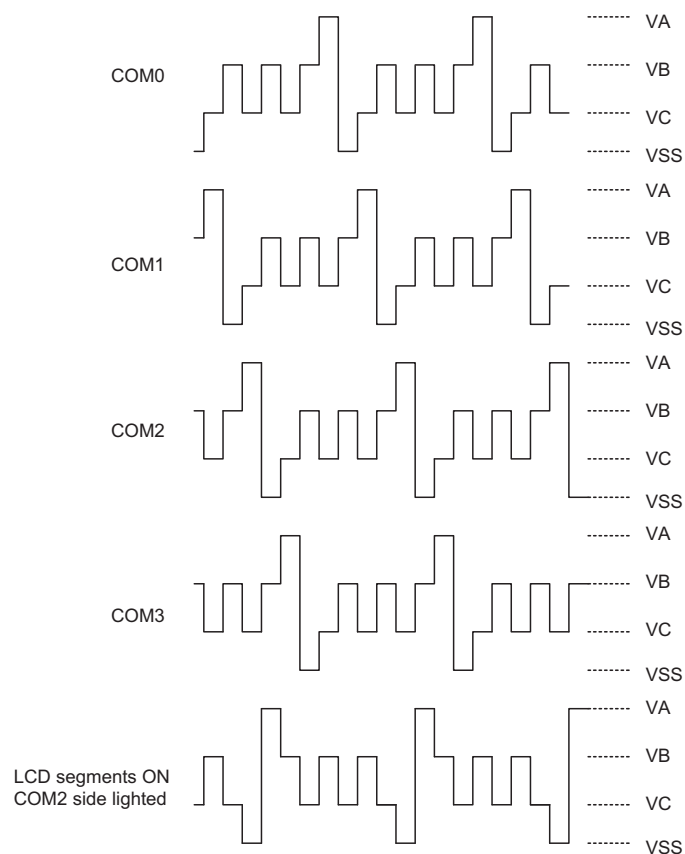 VA
COM0
VB
VC
VSS
VA
VB
COM1
VC
VSS
VA
VB
COM2
VC
VSS
VA
VB
COM3
VC
VSS
VA
VB
LCD segments ON
COM2 side lighted
VC
VSS